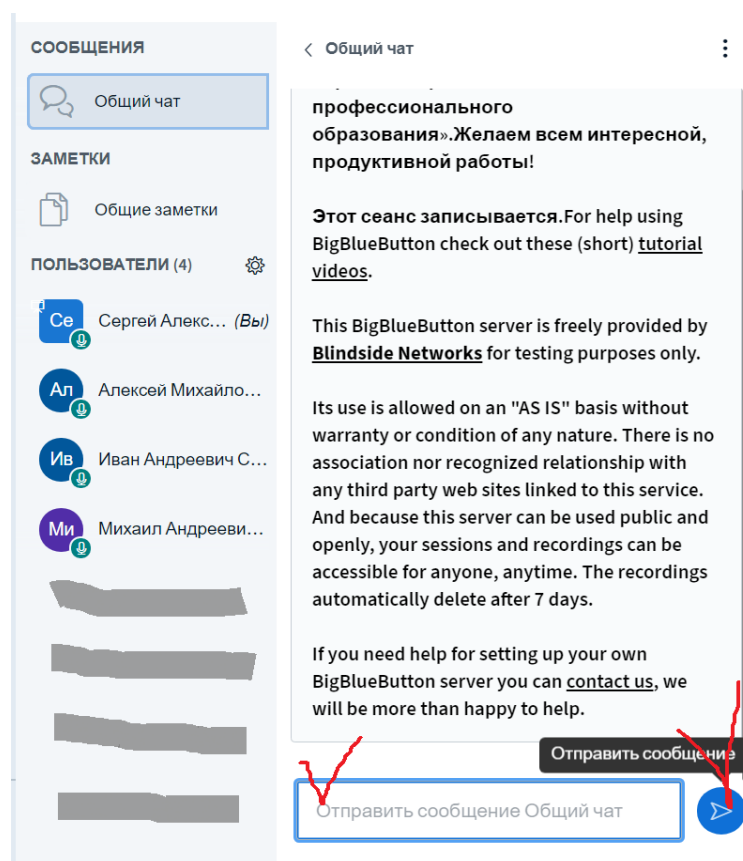 СООБЩЕНИЯ
Общий чат
ЗАМЕТКИ
Общие заметки
ПОЛЬЗОВАТЕЛИ (4)
Се Сергей Алекс... (Вы)
Ал Алексей Михайло...
Ив Иван Андреевич С...
Ми Михаил Андрееви...
Общий чат
профессионального
образования».Желаем всем интересной,
продуктивной работы!
Этот сеанс записывается.For help using
BigBlueButton check out these (short) tutorial
videos.
This BigBlueButton server is freely provided by
Blindside Networks for testing purposes only.
Its use is allowed on an "AS IS" basis without
warranty or condition of any nature. There is no
association nor recognized relationship with
any third party web sites linked to this service.
And because this server can be used public and
openly, your sessions and recordings can be
accessible for anyone, anytime. The recordings
automatically delete after 7 days.
If you need help for setting up your own
BigBlueButton server you can contact us, we
will be more than happy to help.
Отправить сообщение
Отправить сообщение Общий чат